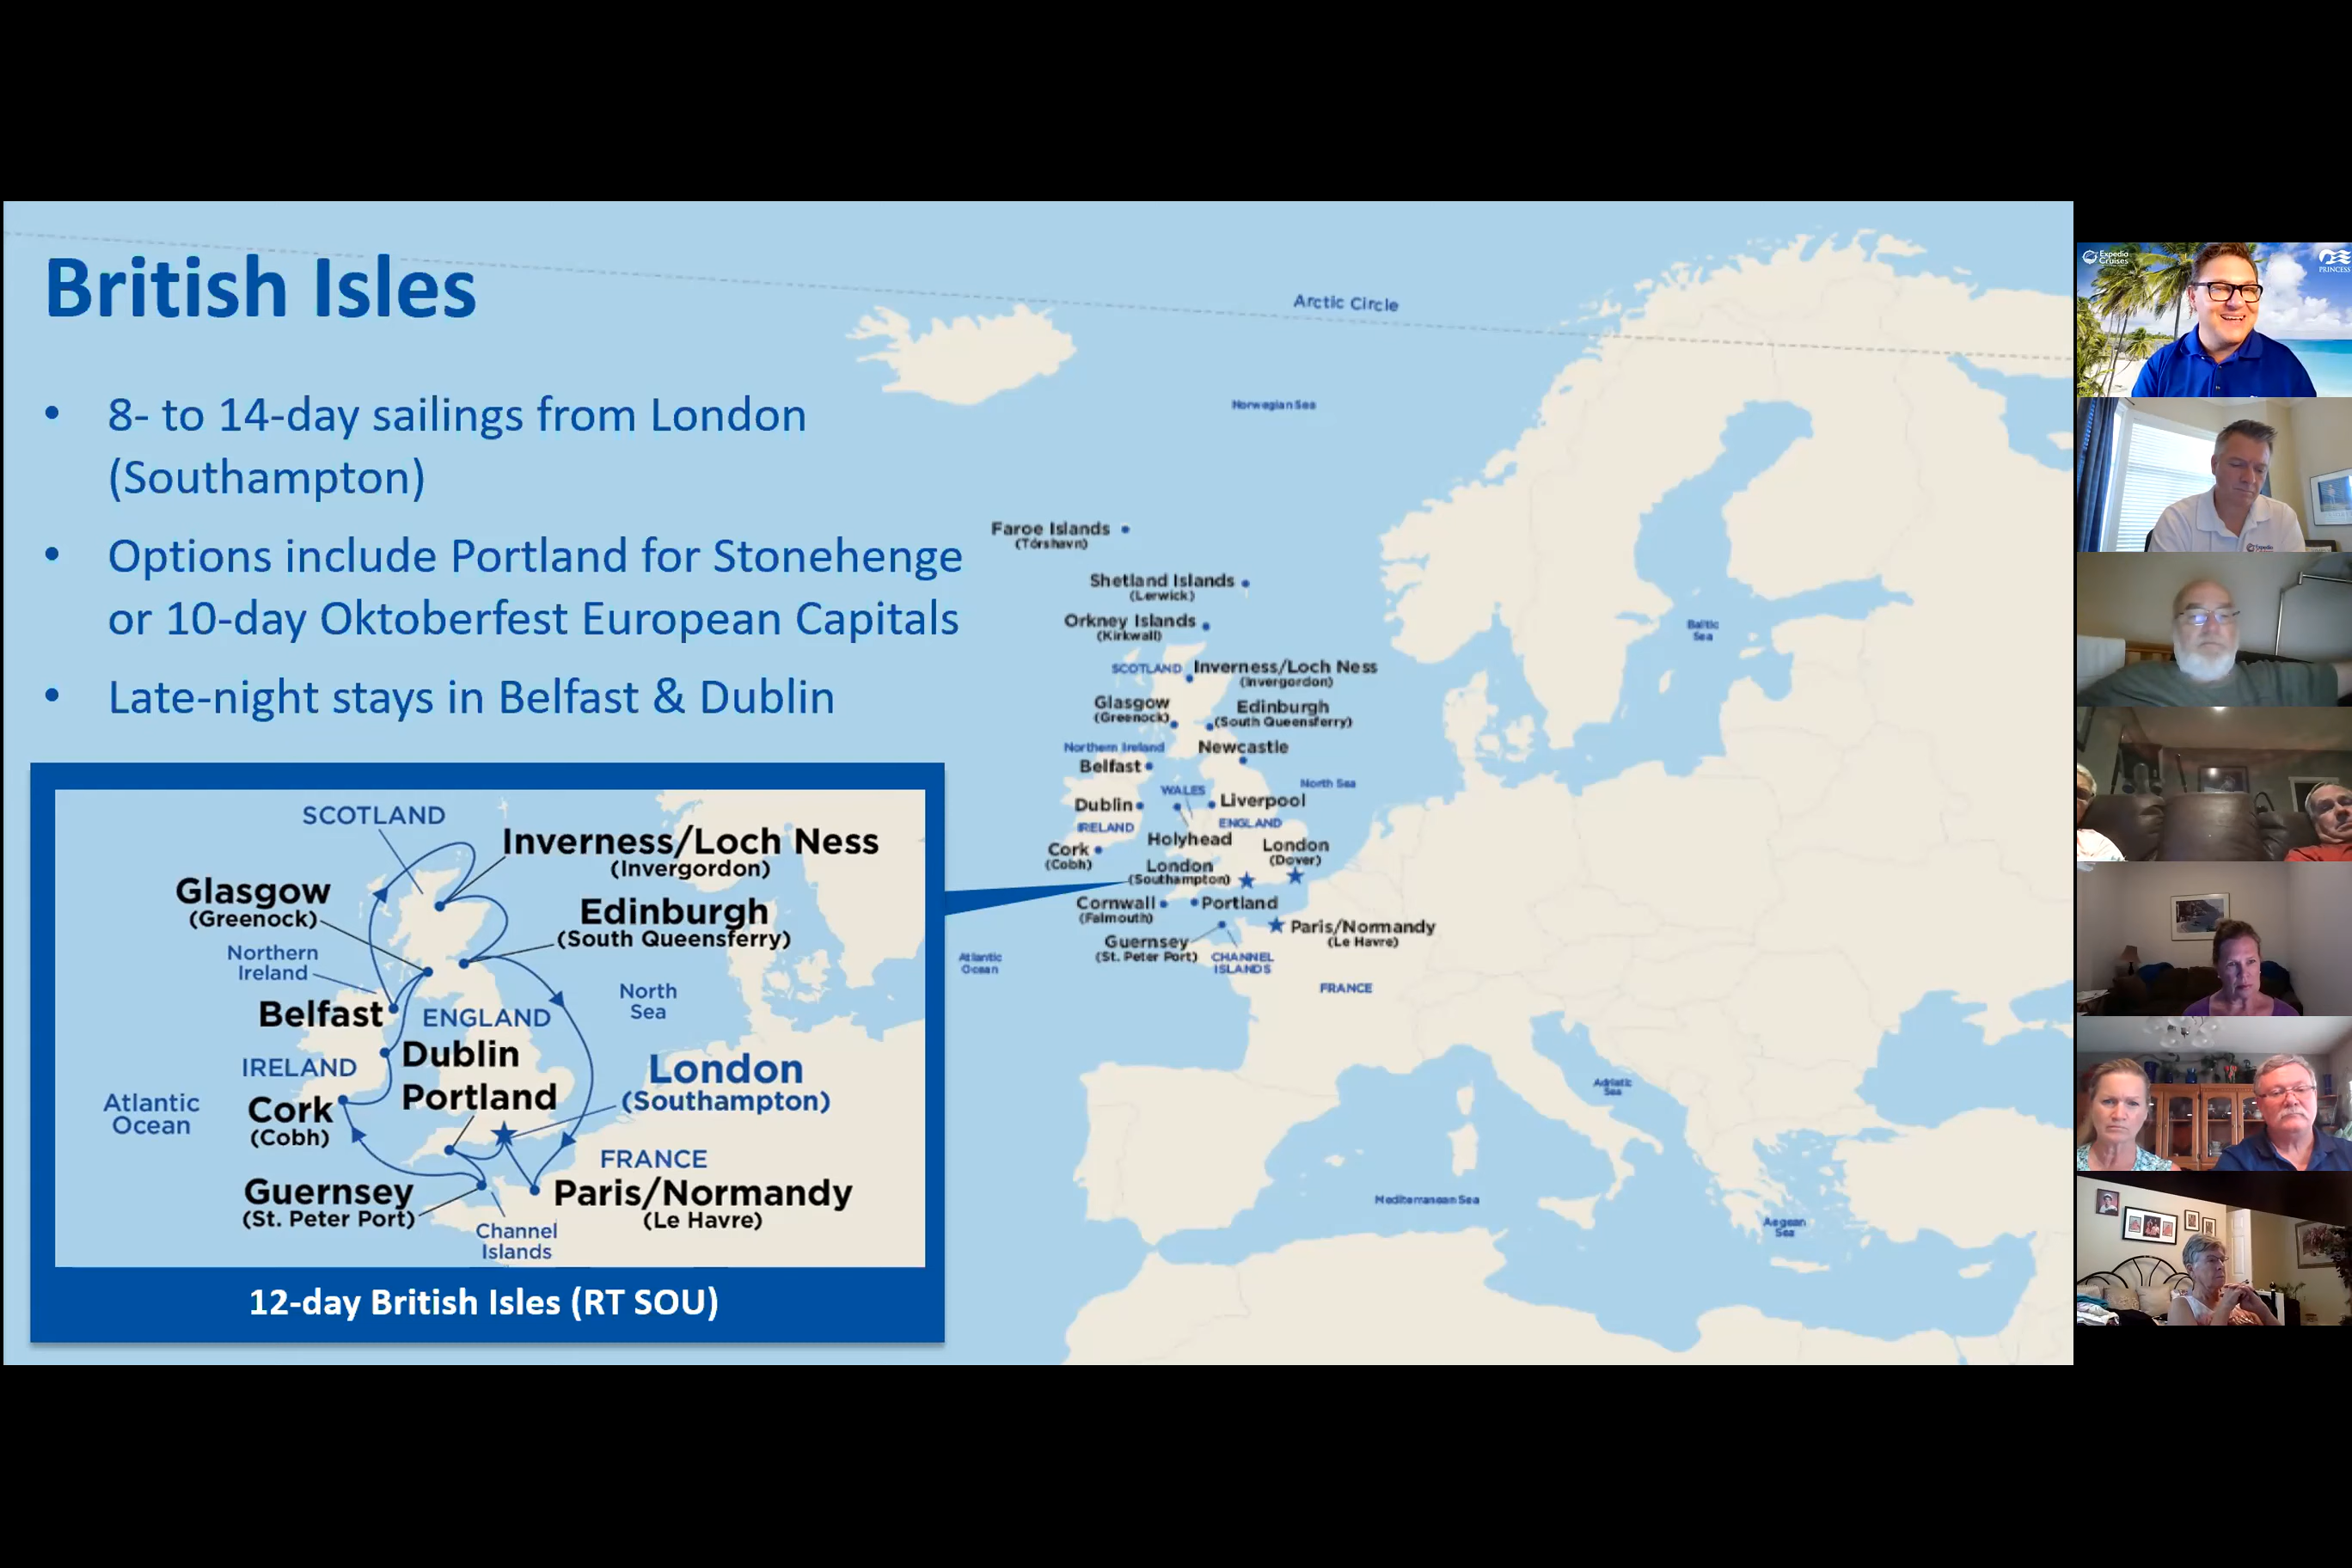 British Isles
• 8- to 14-day sailings from London
(Southampton)
• Options include Portland for Stonehenge
or 10-day Oktoberfest European Capitals
• Late-night stays in Belfast & Dublin
SCOTLAND
Inverness/Loch Ness
(Invergordon)
Glasgow
(Greenock)
Edinburgh
(South Queensferry)
Northern
Ireland
North
Sea
Belfast
ENGLAND
Dublin
IRELAND
London
(Southampton)
Portland
Atlantic
Ocean
Cork
(Cobh)
FRANCE
Guernsey
(St. Peter Port)
Paris/Normandy
(Le Havre)
Channel
Islands
12-day British Isles (RT SOU)
Arctic Circle
Norwegian Sea
Faroe Islands
(Tórshavn)
Shetland Islands
(Lerwick)
Orkney Islands
(Kirkwall)
Baltic
Sea
SCOTLAND
Inverness/Loch Ness
(Invergordon)
Glasgow
(Greenock)
Edinburgh
(South Queensferry)
Northern Ireland
Newcastle
Belfast
North Sea
WALES
Dublin
Liverpool
IRELAND
ENGLAND
Holyhead
Cork
(Cobh)
London
(Dover)
London
(Southampton)
Cornwall
(Falmouth)
Portland
Paris/Normandy
(Le Havre)
Guernsey
(St. Peter Port)
CHANNEL
ISLANDS
Atlantic
Ocean
FRANCE
Adriatic
Sea
Mediterranean Sea
Aegean
Sea
Expedia
Cruises
PRINCESS